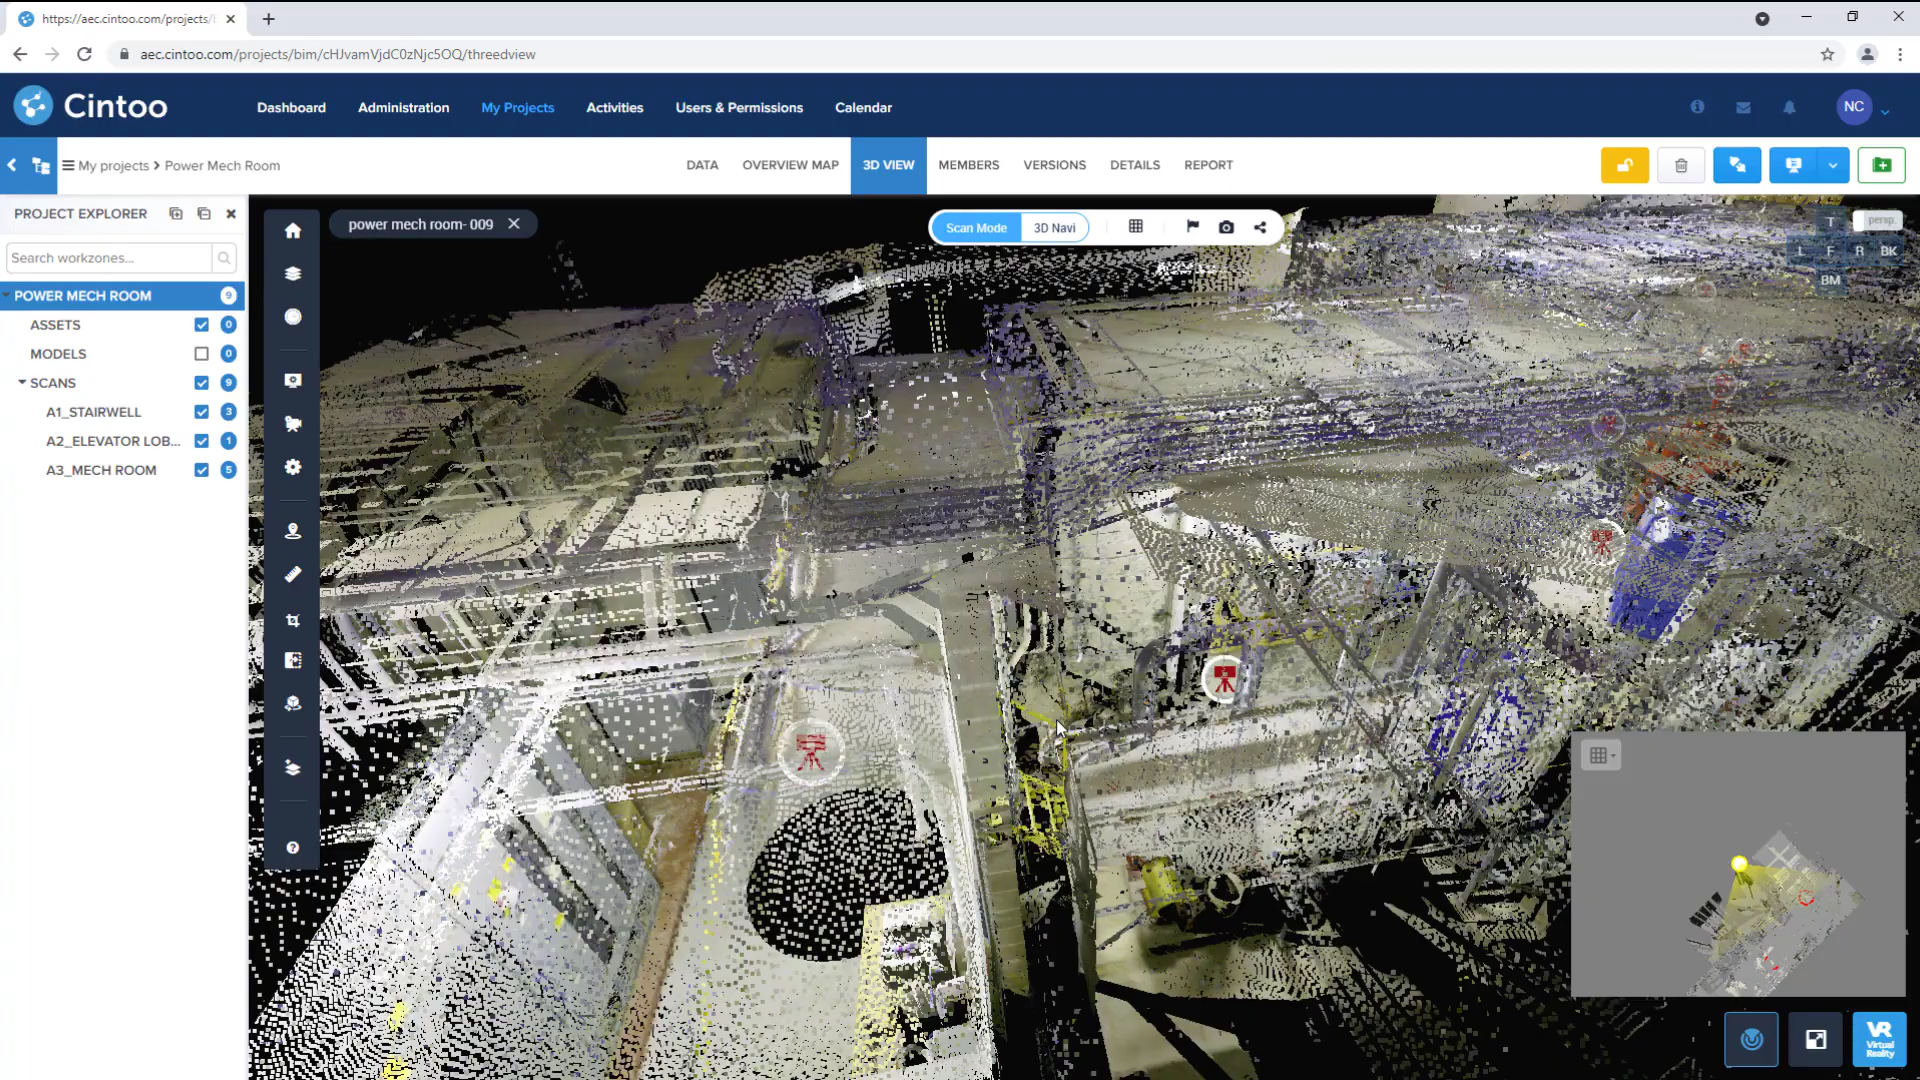 https://aec.cintoo.com/projects/b
aec.cintoo.com/projects/bim/cHJvamVjdC0zNjc5OQ/threedview
Cintoo
Dashboard
Administration
My Projects
Activities
Users & Permissions
Calendar
NC
My projects > Power Mech Room
DATA
OVERVIEW MAP
3D VIEW
MEMBERS
VERSIONS
DETAILS
REPORT
PROJECT EXPLORER
Search workzones...
POWER MECH ROOM 9
ASSETS 0
MODELS 0
SCANS 9
A1_STAIRWELL 3
A2_ELEVATOR LOB... 1
A3_MECH ROOM 5
power mech room- 009
Scan Mode
3D Navi
T
persp.
L F R BK
BM
VR
Virtual
Reality